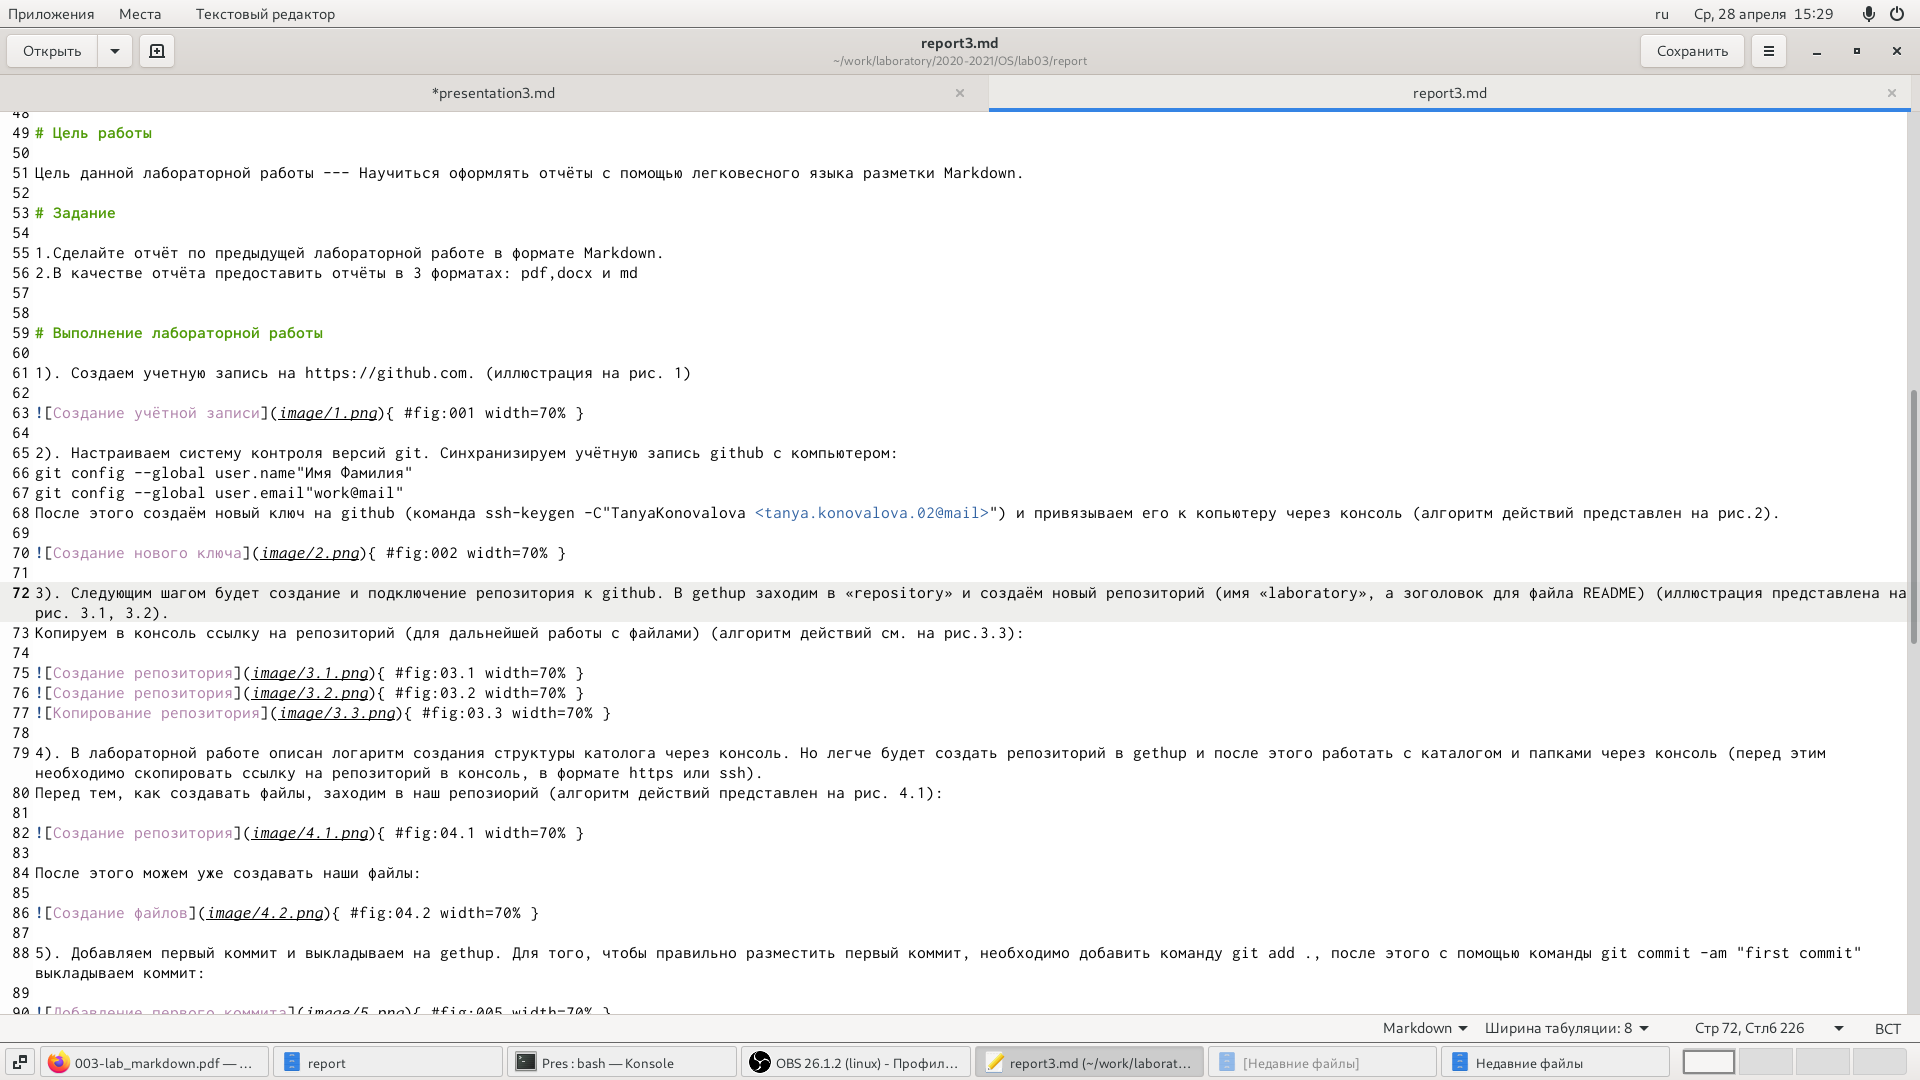 Приложения Места Текстовый редактор ru Ср, 28 апреля 15:29
Открыть report3.md Сохранить
~/work/laboratory/2020-2021/OS/lab03/report
*presentation3.md report3.md
48
49 # Цель работы
50
51 Цель данной лабораторной работы --- Научиться оформлять отчёты с помощью легковесного языка разметки Markdown.
52
53 # Задание
54
55 1.Сделайте отчёт по предыдущей лабораторной работе в формате Markdown.
56 2.В качестве отчёта предоставить отчёты в 3 форматах: pdf,docx и md
57
58
59 # Выполнение лабораторной работы
60
61 1). Создаем учетную запись на https://github.com. (иллюстрация на рис. 1)
62
63 ![Создание учётной записи](image/1.png){ #fig:001 width=70% }
64
65 2). Настраиваем систему контроля версий git. Синхранизируем учётную запись github с компьютером:
66 git config --global user.name"Имя Фамилия"
67 git config --global user.email"work@mail"
68 После этого создаём новый ключ на github (команда ssh-keygen -C"TanyaKonovalova <tanya.konovalova.02@mail>") и привязываем его к копьютеру через консоль (алгоритм действий представлен на рис.2).
69
70 ![Создание нового ключа](image/2.png){ #fig:002 width=70% }
71
72 3). Следующим шагом будет создание и подключение репозитория к github. В gethup заходим в «repository» и создаём новый репозиторий (имя «laboratory», а зоголовок для файла README) (иллюстрация представлена на
рис. 3.1, 3.2).
73 Копируем в консоль ссылку на репозиторий (для дальнейшей работы с файлами) (алгоритм действий см. на рис.3.3):
74
75 ![Создание репозитория](image/3.1.png){ #fig:03.1 width=70% }
76 ![Создание репозитория](image/3.2.png){ #fig:03.2 width=70% }
77 ![Копирование репозитория](image/3.3.png){ #fig:03.3 width=70% }
78
79 4). В лабораторной работе описан логаритм создания структуры католога через консоль. Но легче будет создать репозиторий в gethup и после этого работать с каталогом и папками через консоль (перед этим
необходимо скопировать ссылку на репозиторий в консоль, в формате https или ssh).
80 Перед тем, как создавать файлы, заходим в наш репозиорий (алгоритм действий представлен на рис. 4.1):
81
82 ![Создание репозитория](image/4.1.png){ #fig:04.1 width=70% }
83
84 После этого можем уже создавать наши файлы:
85
86 ![Создание файлов](image/4.2.png){ #fig:04.2 width=70% }
87
88 5). Добавляем первый коммит и выкладываем на gethup. Для того, чтобы правильно разместить первый коммит, необходимо добавить команду git add ., после этого с помощью команды git commit -am "first commit"
выкладываем коммит:
89
90 ![Добавление первого коммита](image/5.png){ #fig:005 width=70% }
Markdown Ширина табуляции: 8 Стр 72, Стлб 226 ВСТ
003-lab_markdown.pdf — ... report Pres : bash — Konsole OBS 26.1.2 (linux) - Профил... report3.md (~/work/laborat... [Недавние файлы] Недавние файлы